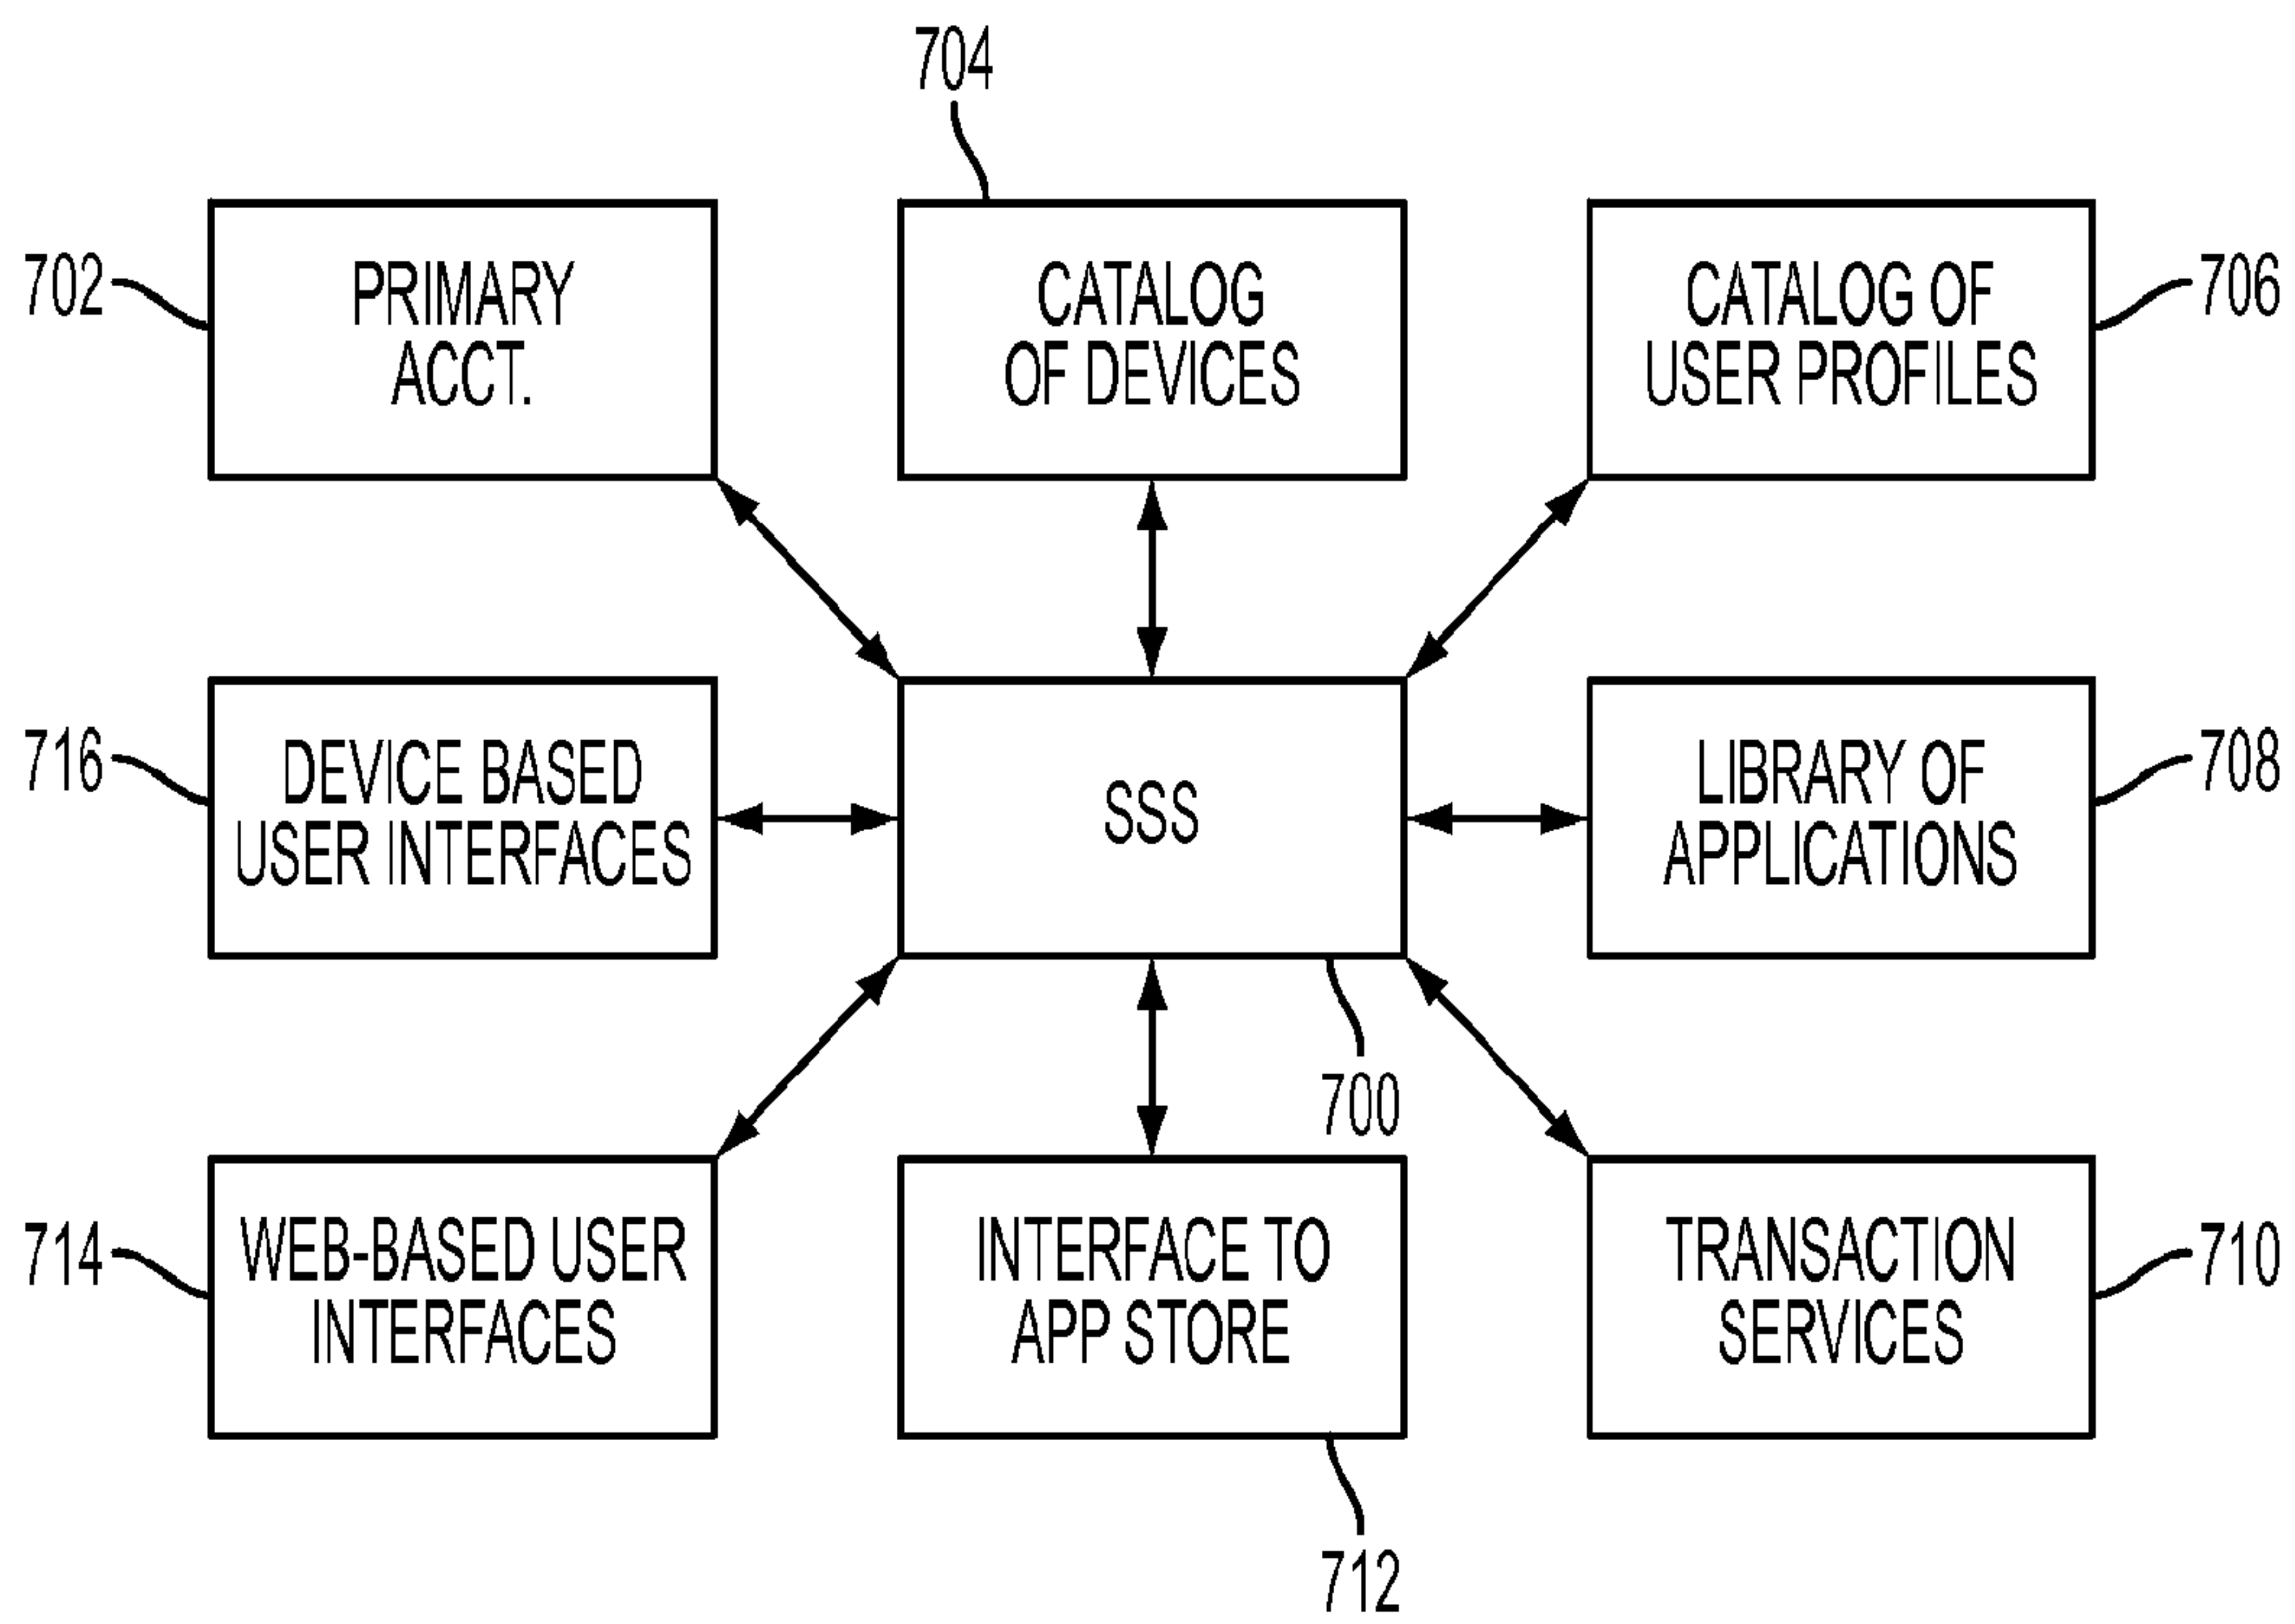 704
702
PRIMARY
ACCT.
CATALOG
OF DEVICES
CATALOG OF
USER PROFILES
706
716
DEVICE BASED
USER INTERFACES
SSS
LIBRARY OF
APPLICATIONS
708
700
714
WEB-BASED USER
INTERFACES
INTERFACE TO
APP STORE
TRANSACTION
SERVICES
710
712